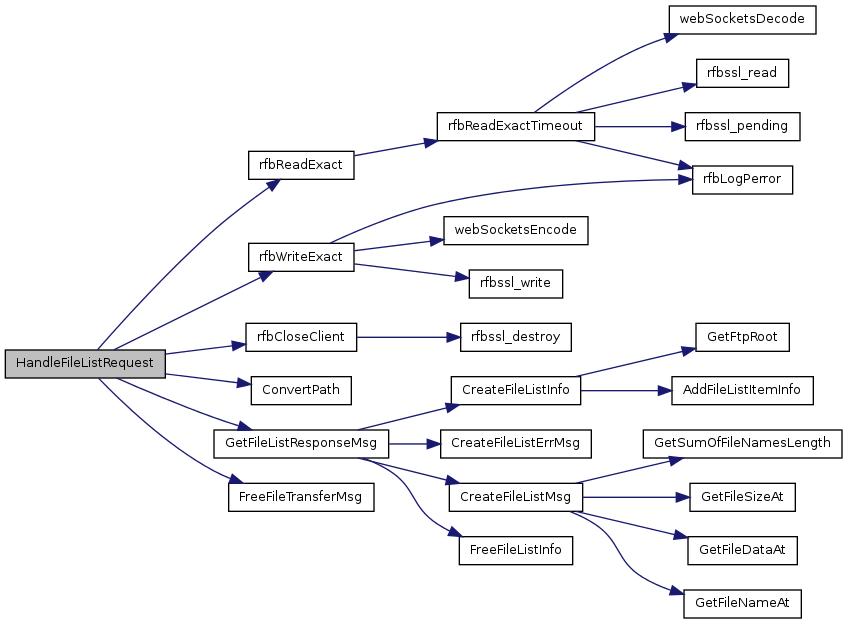 webSocketsDecode
rfbssl_read
rfbReadExactTimeout
rfbssl_pending
rfbReadExact
rfbLogPerror
webSocketsEncode
rfbWriteExact
rfbssl_write
rfbCloseClient
rfbssl_destroy
GetFtpRoot
HandleFileListRequest
ConvertPath
CreateFileListInfo
AddFileListItemInfo
GetFileListResponseMsg
CreateFileListErrMsg
GetSumOfFileNamesLength
FreeFileTransferMsg
CreateFileListMsg
GetFileSizeAt
FreeFileListInfo
GetFileDataAt
GetFileNameAt